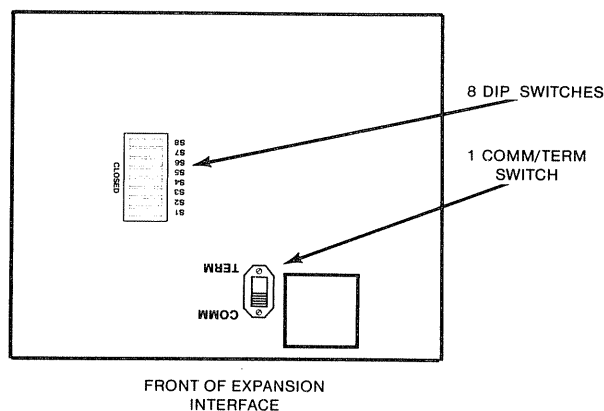 8 DIP SWITCHES
1 COMM/TERM
SWITCH
CLOSED
S8
S7
S6
S5
S4
S3
S2
S1
TERM
COMM
FRONT OF EXPANSION
INTERFACE